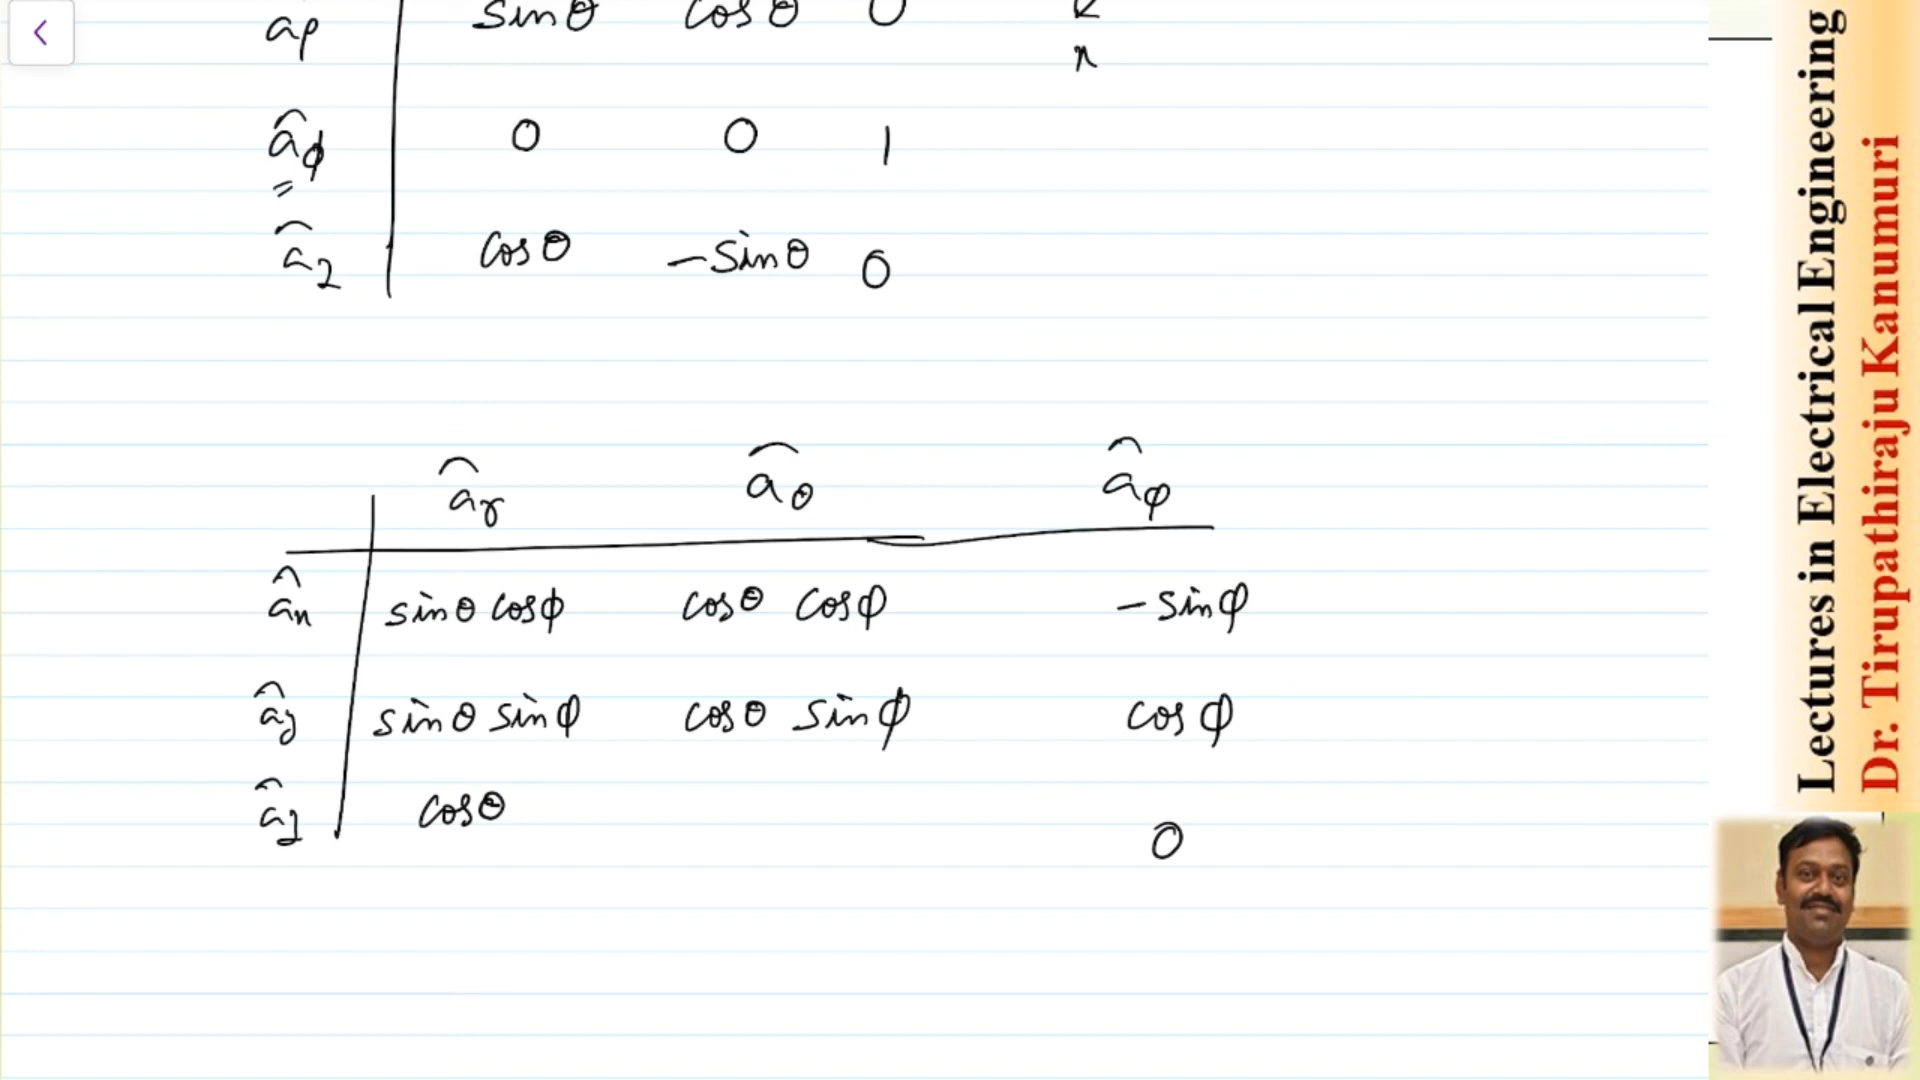 aρ sinθ cosθ 0
x
âϕ 0 0 1
âz cosθ -sinθ 0
âr âθ âφ
âx sinθ cosϕ cosθ cosφ -sinφ
ây sinθ sinφ cosθ sinϕ cosφ
âz cosθ 0
Lectures in Electrical Engineering
Dr. Tirupathiraju Kanumuri